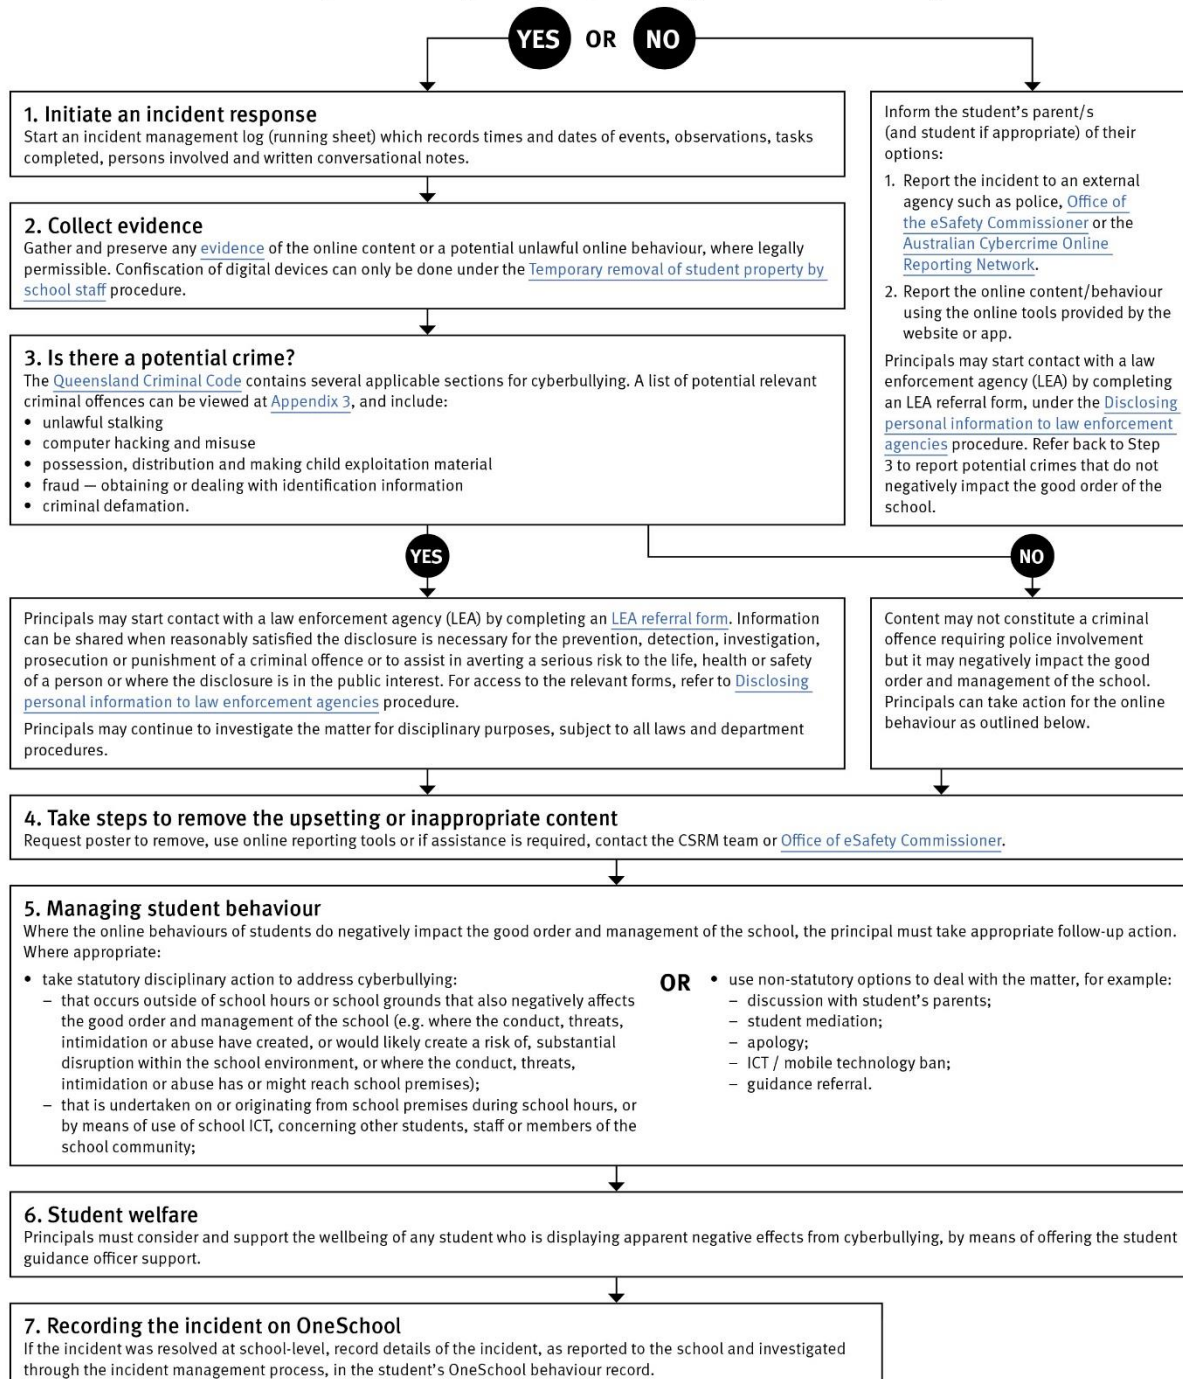 YES OR NO
1. Initiate an incident response
Start an incident management log (running sheet) which records times and dates of events, observations, tasks
completed, persons involved and written conversational notes.
2. Collect evidence
Gather and preserve any evidence of the online content or a potential unlawful online behaviour, where legally
permissible. Confiscation of digital devices can only be done under the Temporary removal of student property by
school staff procedure.
3. Is there a potential crime?
The Queensland Criminal Code contains several applicable sections for cyberbullying. A list of potential relevant
criminal offences can be viewed at Appendix 3, and include:
• unlawful stalking
• computer hacking and misuse
• possession, distribution and making child exploitation material
• fraud — obtaining or dealing with identification information
• criminal defamation.
Inform the student's parent/s
(and student if appropriate) of their
options:
1. Report the incident to an external
agency such as police, Office of
the eSafety Commissioner or the
Australian Cybercrime Online
Reporting Network.
2. Report the online content/behaviour
using the online tools provided by the
website or app.
Principals may start contact with a law
enforcement agency (LEA) by completing
an LEA referral form, under the Disclosing
personal information to law enforcement
agencies procedure. Refer back to Step
3 to report potential crimes that do not
negatively impact the good order of the
school.
YES
NO
Principals may start contact with a law enforcement agency (LEA) by completing an LEA referral form. Information
can be shared when reasonably satisfied the disclosure is necessary for the prevention, detection, investigation,
prosecution or punishment of a criminal offence or to assist in averting a serious risk to the life, health or safety
of a person or where the disclosure is in the public interest. For access to the relevant forms, refer to Disclosing
personal information to law enforcement agencies procedure.
Principals may continue to investigate the matter for disciplinary purposes, subject to all laws and department
procedures.
Content may not constitute a criminal
offence requiring police involvement
but it may negatively impact the good
order and management of the school.
Principals can take action for the online
behaviour as outlined below.
4. Take steps to remove the upsetting or inappropriate content
Request poster to remove, use online reporting tools or if assistance is required, contact the CSRM team or Office of eSafety Commissioner.
5. Managing student behaviour
Where the online behaviours of students do negatively impact the good order and management of the school, the principal must take appropriate follow-up action.
Where appropriate:
• take statutory disciplinary action to address cyberbullying:
– that occurs outside of school hours or school grounds that also negatively affects
the good order and management of the school (e.g. where the conduct, threats,
intimidation or abuse have created, or would likely create a risk of, substantial
disruption within the school environment, or where the conduct, threats,
intimidation or abuse has or might reach school premises);
– that is undertaken on or originating from school premises during school hours, or
by means of use of school ICT, concerning other students, staff or members of the
school community;
OR
• use non-statutory options to deal with the matter, for example:
– discussion with student's parents;
– student mediation;
– apology;
– ICT / mobile technology ban;
– guidance referral.
6. Student welfare
Principals must consider and support the wellbeing of any student who is displaying apparent negative effects from cyberbullying, by means of offering the student
guidance officer support.
7. Recording the incident on OneSchool
If the incident was resolved at school-level, record details of the incident, as reported to the school and investigated
through the incident management process, in the student's OneSchool behaviour record.